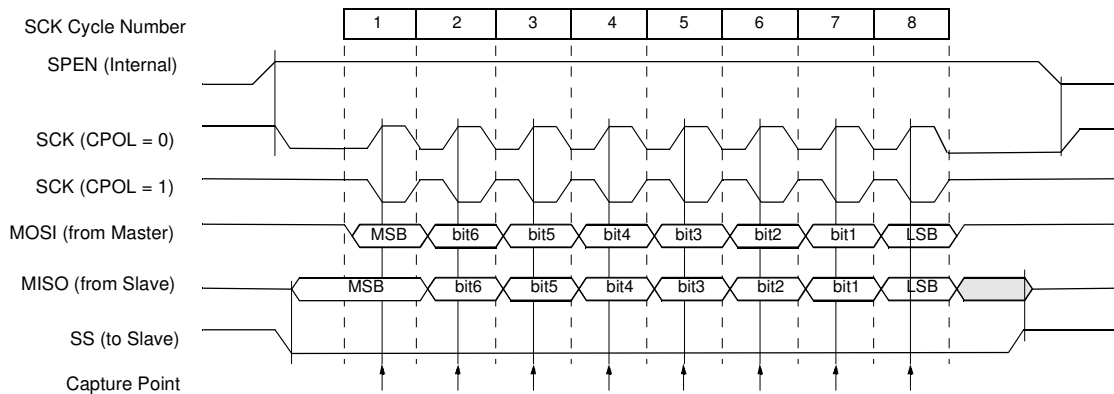 SCK Cycle Number 1 2 3 4 5 6 7 8
SPEN (Internal)
SCK (CPOL = 0)
SCK (CPOL = 1)
MOSI (from Master) MSB bit6 bit5 bit4 bit3 bit2 bit1 LSB
MISO (from Slave) MSB bit6 bit5 bit4 bit3 bit2 bit1 LSB
SS (to Slave)
Capture Point